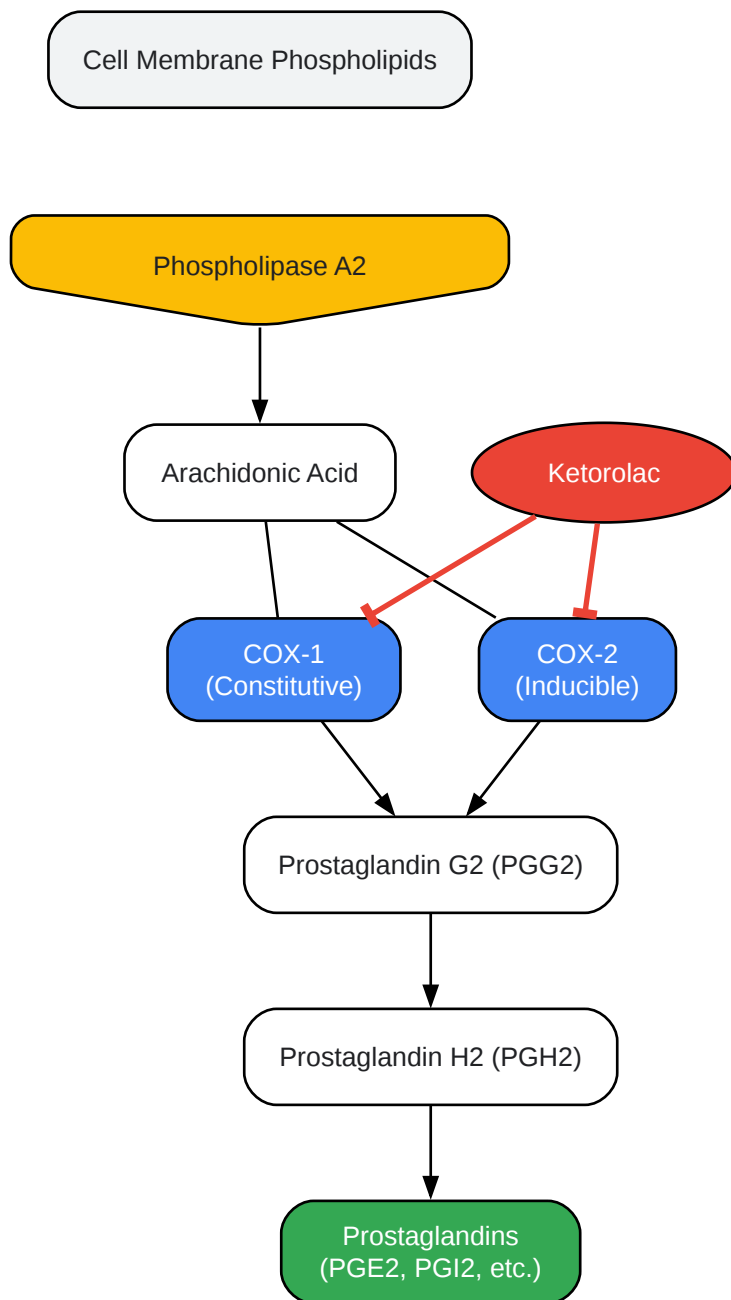 Cell Membrane Phospholipids
Phospholipase A2
Arachidonic Acid
Ketorolac
COX-1
(Constitutive)
COX-2
(Inducible)
Prostaglandin G2 (PGG2)
Prostaglandin H2 (PGH2)
Prostaglandins
(PGE2, PGI2, etc.)